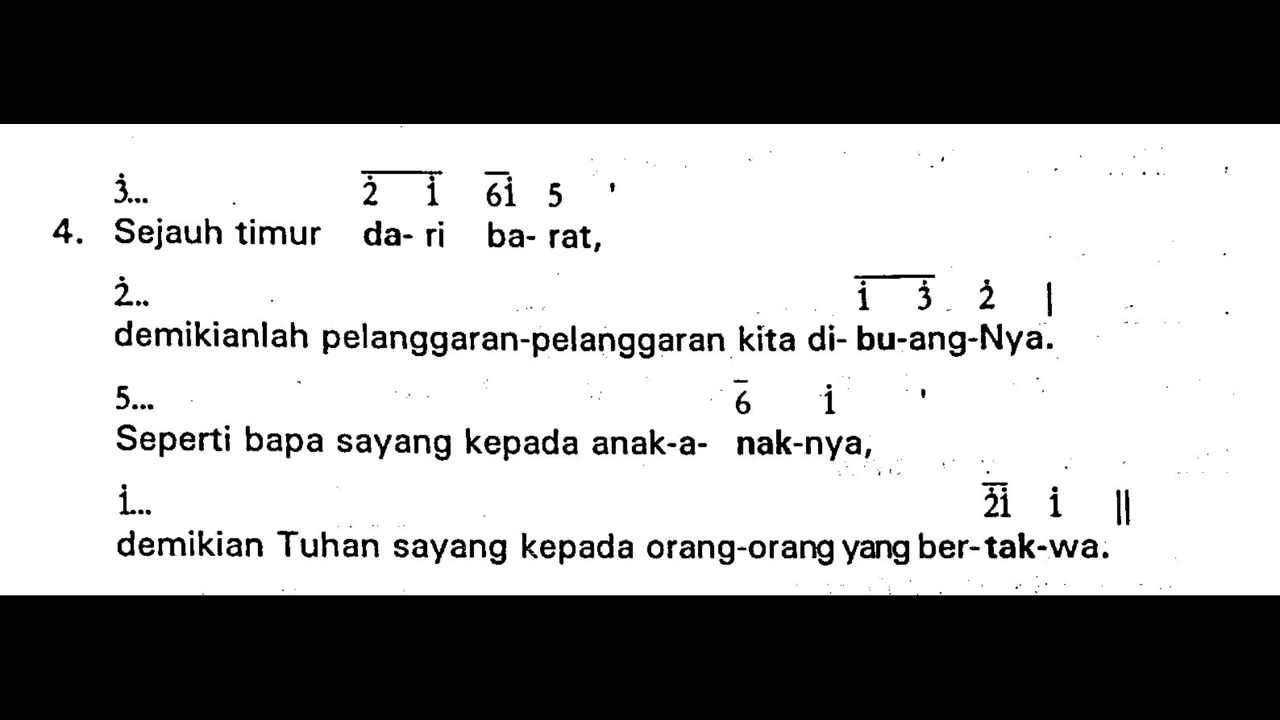 3̇... 2̇ 1̇ 6̅1̇ 5 '
4. Sejauh timur da- ri ba- rat,
2̇.. 1̇ 3̇ 2̇ |
demikianlah pelanggaran-pelanggaran kita di- bu-ang-Nya.
5... 6̅ 1̇ '
Seperti bapa sayang kepada anak-a- nak-nya,
1̇... 2̇1̇ 1̇ ||
demikian Tuhan sayang kepada orang-orang yang ber-tak-wa.